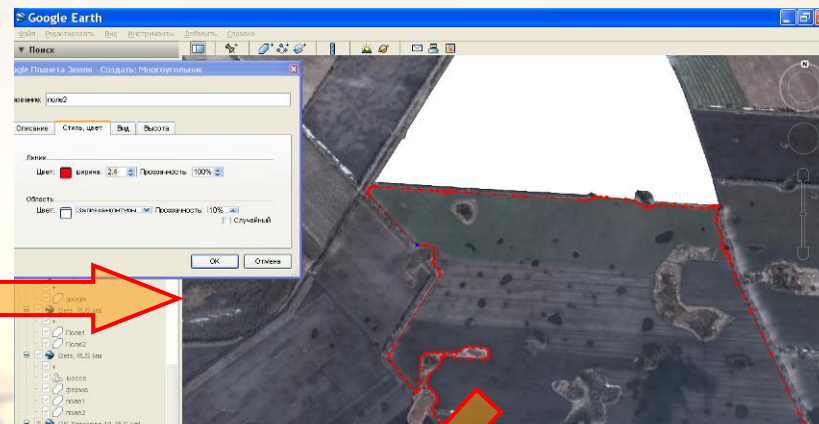 Google Earth
Файл Редактировать Вид Инструменты Добавить Справка
Поиск
gle Планета Земля - Создать: Многоугольник
поле2
Описание Стиль, цвет Вид Высота
Линии
Цвет: ширина: 2,4 Прозрачность: 100%
Область
Цвет: Прозрачность: 10%
Случайный
ОК Отмена
google
Поле1
Поле2
ферма
поле1
поле2
N